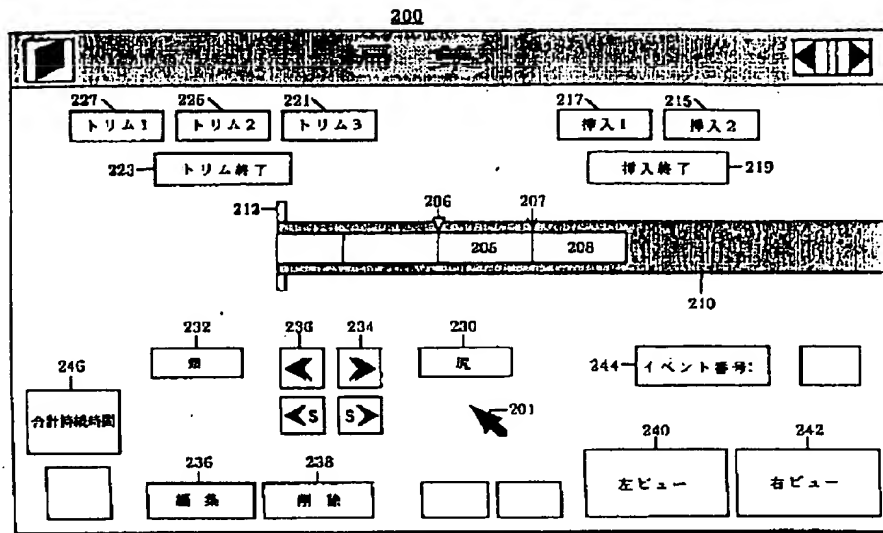 200
227 225 221 217 215
トリム1 トリム2 トリム3 挿入1 挿入2
223 トリム終了 挿入終了 219
212 206 207
205 208
210
232 236 234 230
頭 尻 244 イベント番号:
246
合計持続時間 S S 201
240 242
236 238
編集 削除 左ビュー 右ビュー